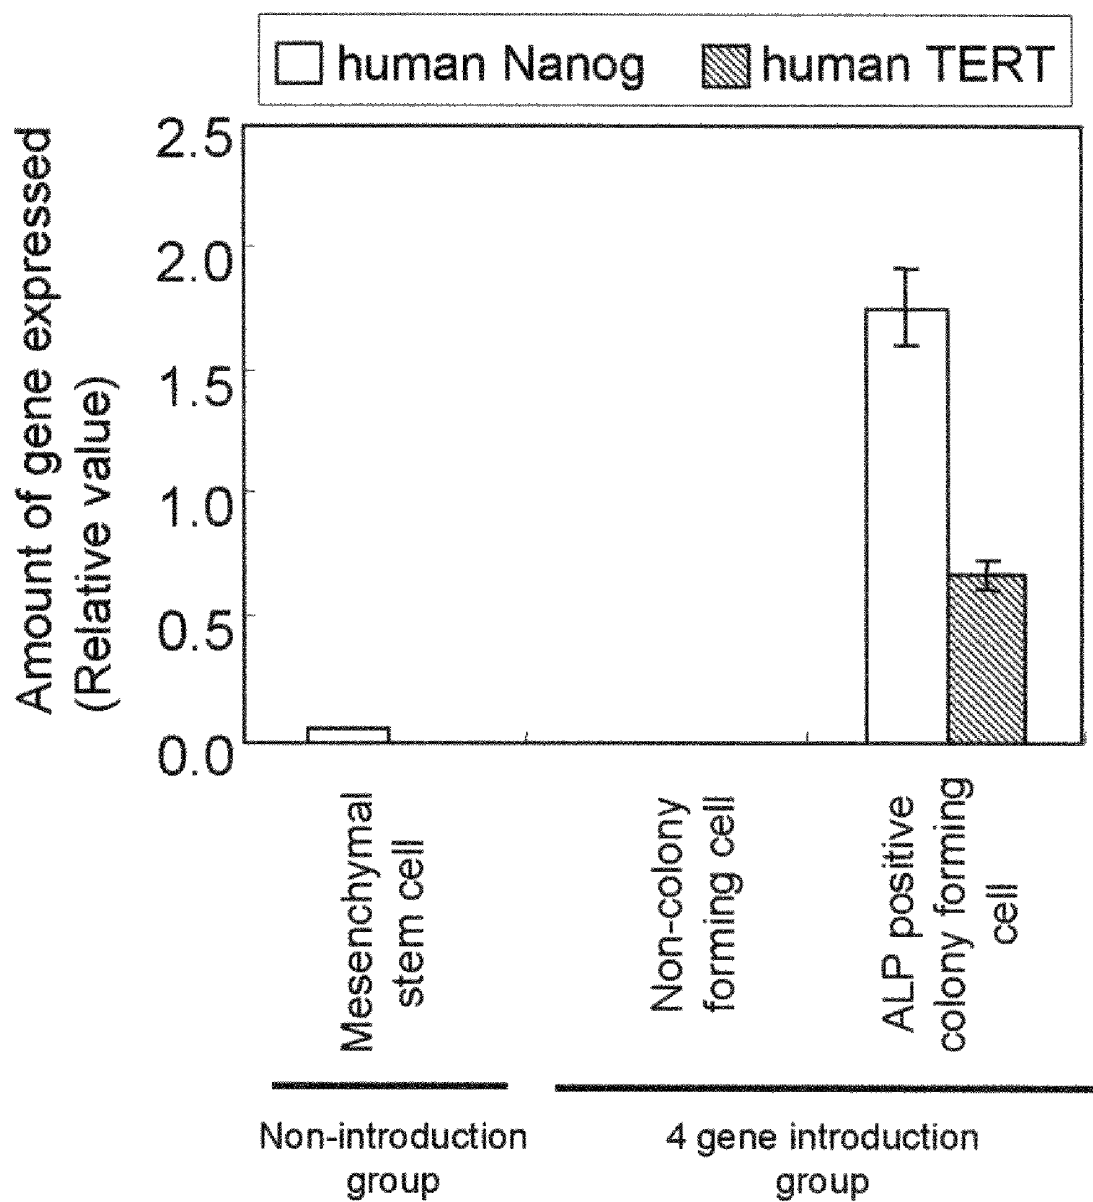 human Nanog
human TERT
Amount of gene expressed
(Relative value)
2.5
2.0
1.5
1.0
0.5
0.0
Mesenchymal
stem cell
Non-colony
forming cell
ALP positive
colony forming
cell
Non-introduction
group
4 gene introduction
group